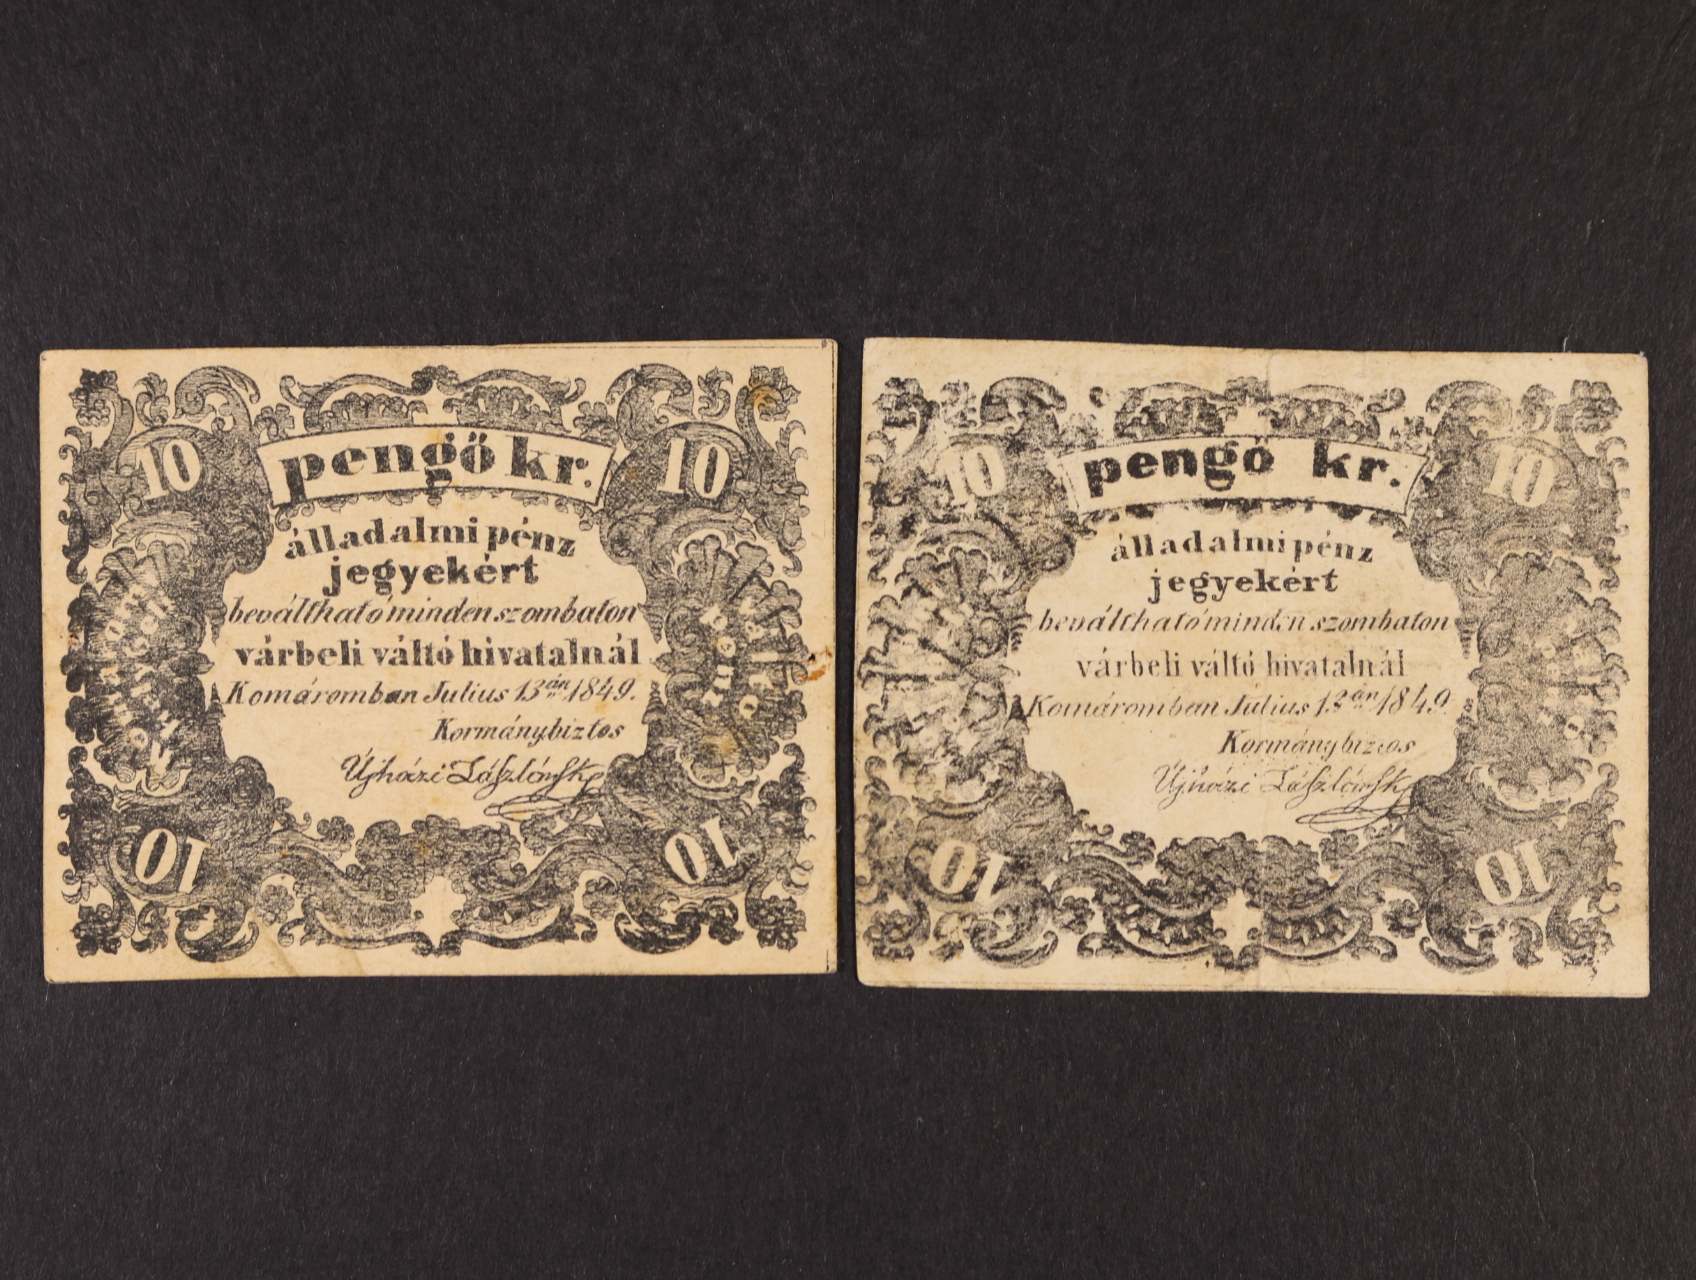 10 pengő kr. 10
álladalmi pénz
jegyekért
beváltható minden szombaton
várbeli váltó hivatalnál
Komáromban Julius 13án 1849.
Kormánybiztos
Újházi László mk
10 10
10 pengő kr. 10
álladalmi pénz
jegyekért
beváltható minden szombaton
várbeli váltó hivatalnál
Komáromban Julius 13án 1849.
Kormánybiztos
Újházi László mk
10 10